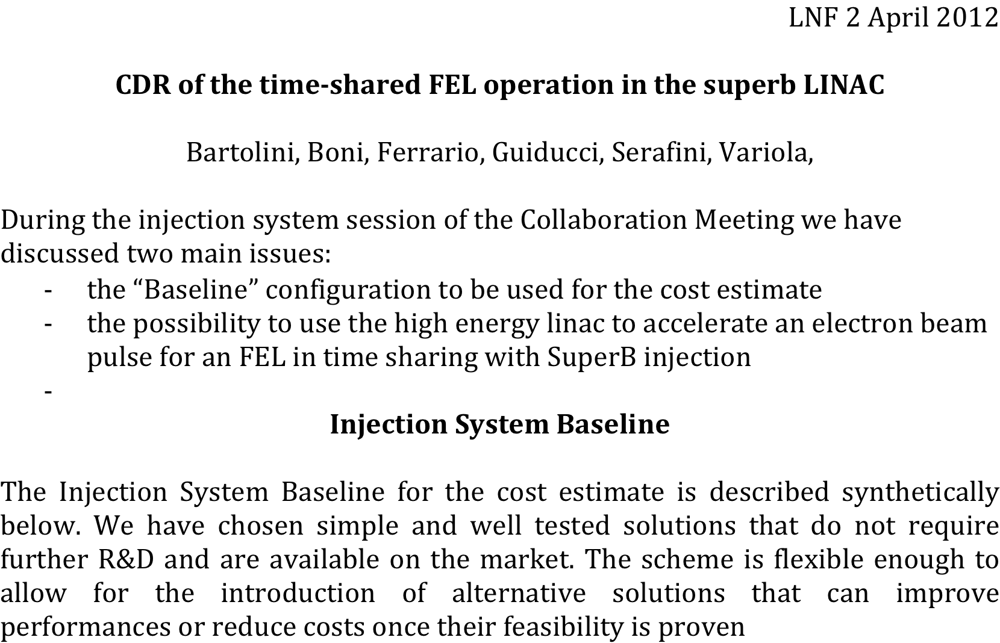 LNF 2 April 2012
CDR of the time-shared FEL operation in the superb LINAC
Bartolini, Boni, Ferrario, Guiducci, Serafini, Variola,
During the injection system session of the Collaboration Meeting we have
discussed two main issues:
- the “Baseline” configuration to be used for the cost estimate
- the possibility to use the high energy linac to accelerate an electron beam
pulse for an FEL in time sharing with SuperB injection
-
Injection System Baseline
The Injection System Baseline for the cost estimate is described synthetically
below. We have chosen simple and well tested solutions that do not require
further R&D and are available on the market. The scheme is flexible enough to
allow for the introduction of alternative solutions that can improve
performances or reduce costs once their feasibility is proven